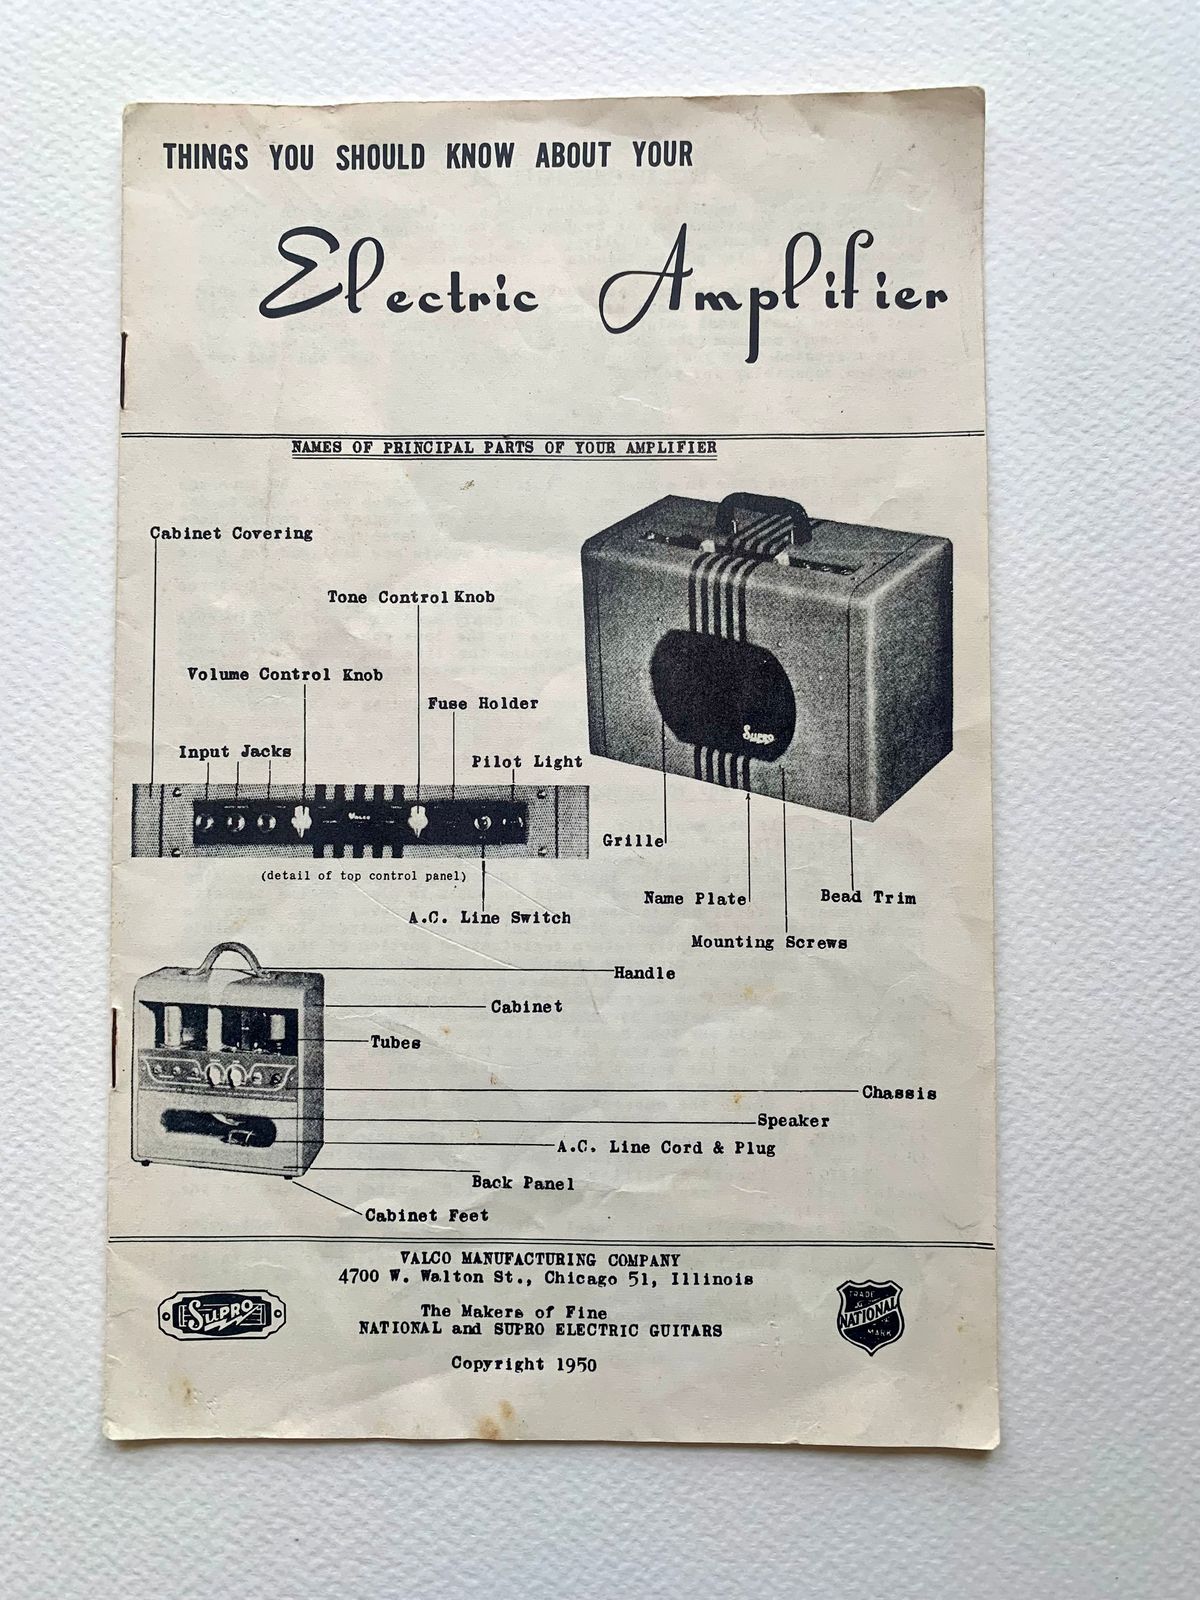 THINGS YOU SHOULD KNOW ABOUT YOUR
Electric Amplifier
NAMES OF PRINCIPAL PARTS OF YOUR AMPLIFIER
Cabinet Covering
Tone Control Knob
Volume Control Knob
Fuse Holder
Input Jacks
Pilot Light
Supro
Valco
Grille
(detail of top control panel)
Name Plate
Bead Trim
A.C. Line Switch
Mounting Screws
Handle
Cabinet
Tubes
Chassis
Speaker
A.C. Line Cord & Plug
Back Panel
Cabinet Feet
VALCO MANUFACTURING COMPANY
4700 W. Walton St., Chicago 51, Illinois
The Makers of Fine
NATIONAL and SUPRO ELECTRIC GUITARS
Copyright 1950
SUPRO
TRADE
NATIONAL
MARK